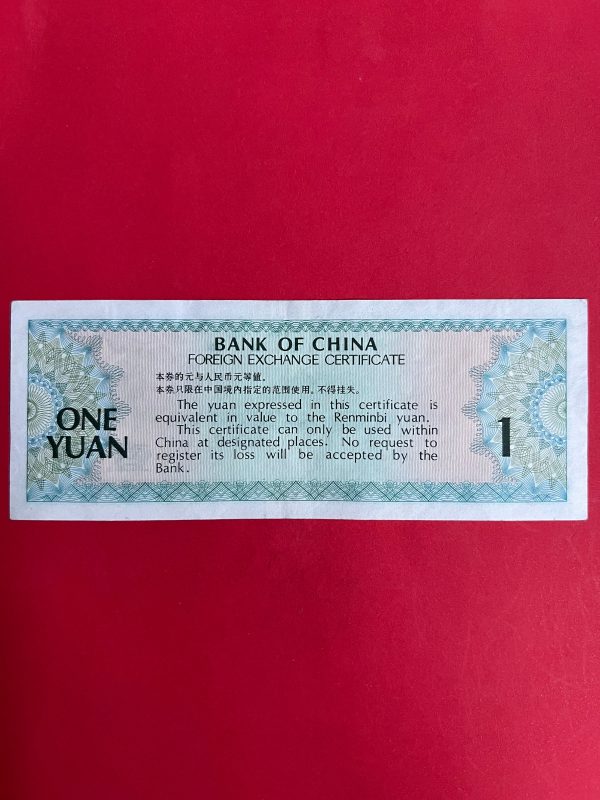 BANK OF CHINA
FOREIGN EXCHANGE CERTIFICATE
本券的元与人民币元等值。
本券只限在中国境内指定的范围使用，不得挂失。
The yuan expressed in this certificate is
equivalent in value to the Renminbi yuan.
This certificate can only be used within
China at designated places. No request to
register its loss will be accepted by the
Bank.
ONE
YUAN
1